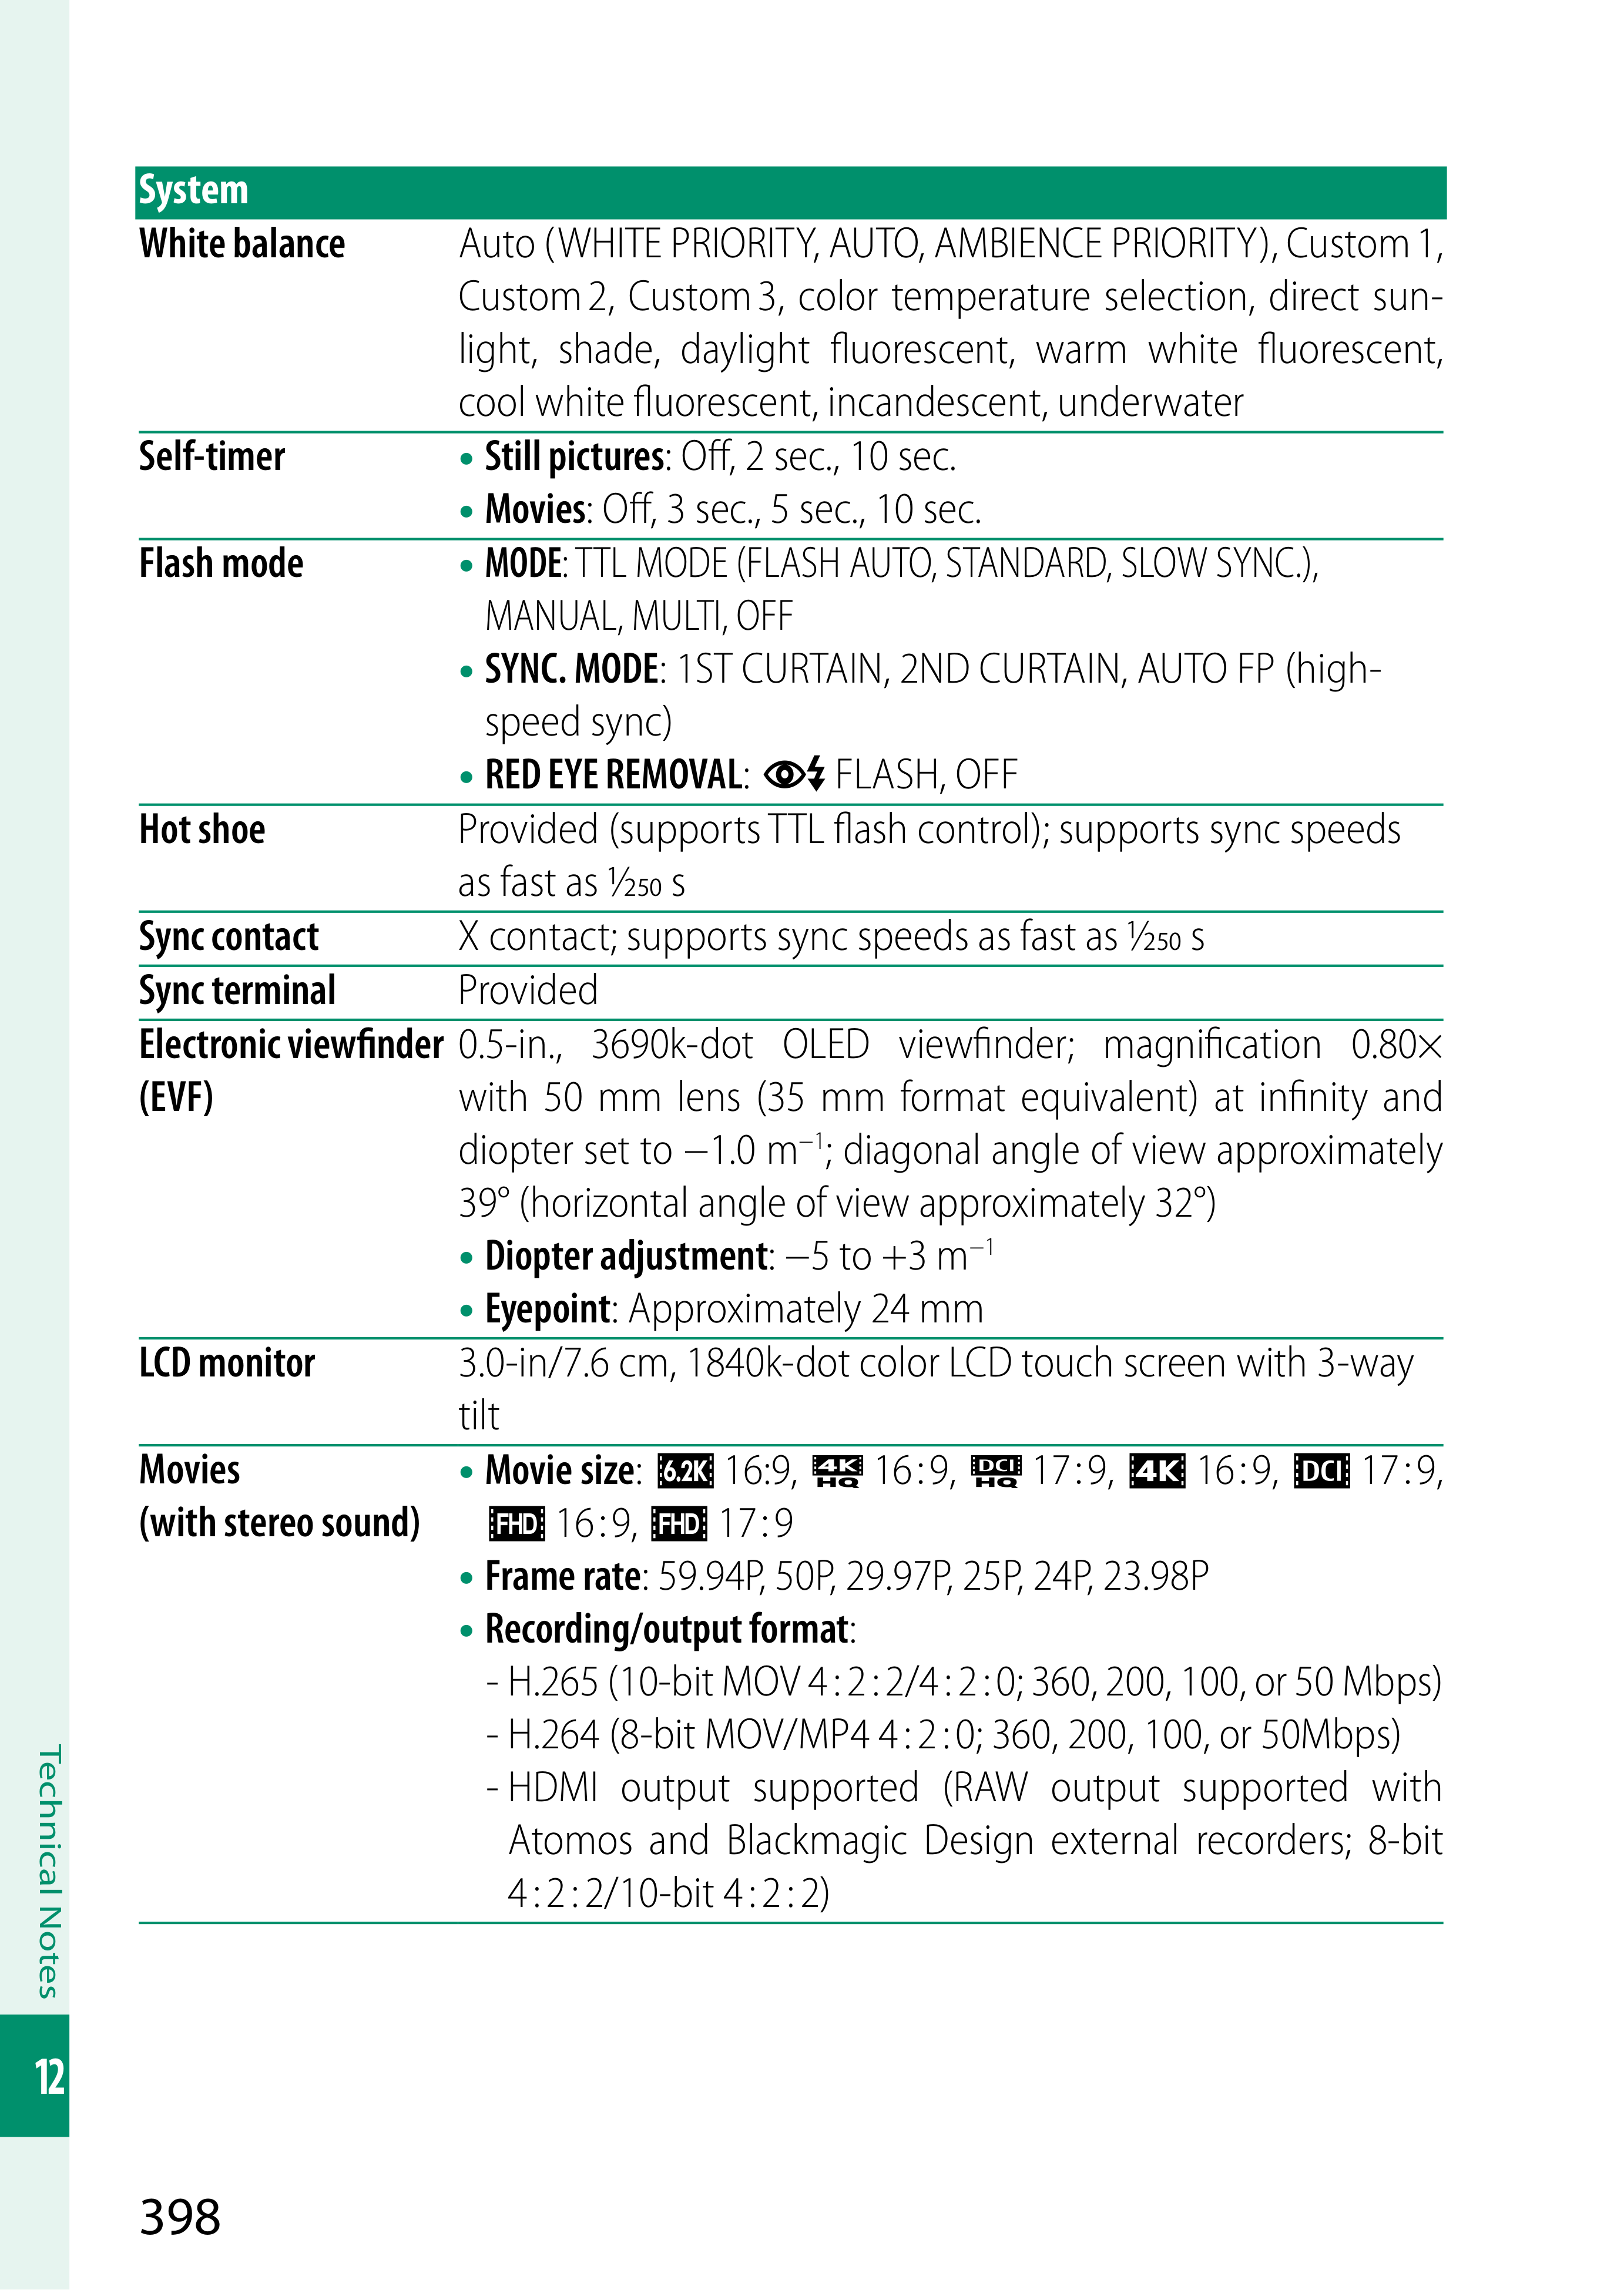 System
White balance
Auto (WHITE PRIORITY, AUTO, AMBIENCE PRIORITY), Custom 1,
Custom 2, Custom 3, color temperature selection, direct sun-
light, shade, daylight fluorescent, warm white fluorescent,
cool white fluorescent, incandescent, underwater
Self-timer
• Still pictures: Off, 2 sec., 10 sec.
• Movies: Off, 3 sec., 5 sec., 10 sec.
Flash mode
• MODE: TTL MODE (FLASH AUTO, STANDARD, SLOW SYNC.),
MANUAL, MULTI, OFF
• SYNC. MODE: 1ST CURTAIN, 2ND CURTAIN, AUTO FP (high-
speed sync)
• RED EYE REMOVAL: FLASH, OFF
Hot shoe
Provided (supports TTL flash control); supports sync speeds
as fast as 1/250 s
Sync contact
X contact; supports sync speeds as fast as 1/250 s
Sync terminal
Provided
Electronic viewfinder
(EVF)
0.5-in., 3690k-dot OLED viewfinder; magnification 0.80×
with 50 mm lens (35 mm format equivalent) at infinity and
diopter set to −1.0 m⁻¹; diagonal angle of view approximately
39° (horizontal angle of view approximately 32°)
• Diopter adjustment: −5 to +3 m⁻¹
• Eyepoint: Approximately 24 mm
LCD monitor
3.0-in/7.6 cm, 1840k-dot color LCD touch screen with 3-way
tilt
Movies
(with stereo sound)
• Movie size: 6.2K 16:9, 4K HQ 16:9, DCI HQ 17:9, 4K 16:9, DCI 17:9,
FHD 16:9, FHD 17:9
• Frame rate: 59.94P, 50P, 29.97P, 25P, 24P, 23.98P
• Recording/output format:
- H.265 (10-bit MOV 4:2:2/4:2:0; 360, 200, 100, or 50 Mbps)
- H.264 (8-bit MOV/MP4 4:2:0; 360, 200, 100, or 50Mbps)
- HDMI output supported (RAW output supported with
Atomos and Blackmagic Design external recorders; 8-bit
4:2:2/10-bit 4:2:2)
Technical Notes
12
398